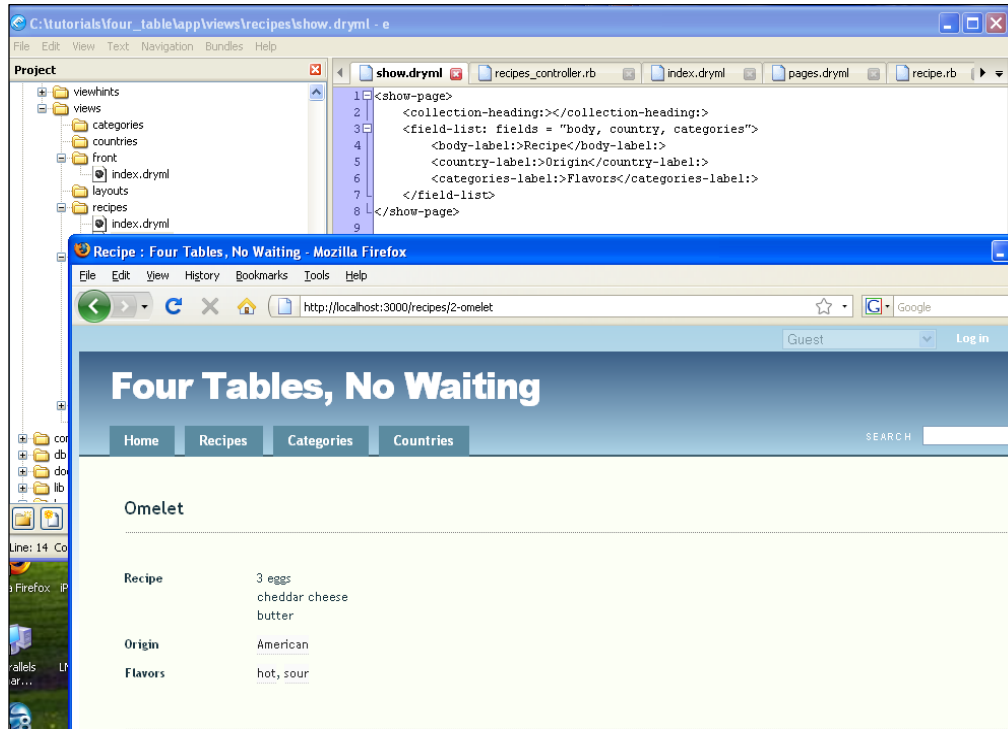 C:\tutorials\four_table\app\views\recipes\show.dryml - e
File Edit View Text Navigation Bundles Help
Project
viewhints
views
categories
countries
front
index.dryml
layouts
recipes
index.dryml
show.dryml recipes_controller.rb index.dryml pages.dryml recipe.rb
1 <show-page>
2 <collection-heading:></collection-heading:>
3 <field-list: fields = "body, country, categories">
4 <body-label:>Recipe</body-label:>
5 <country-label:>Origin</country-label:>
6 <categories-label:>Flavors</categories-label:>
7 </field-list>
8 </show-page>
9
Recipe : Four Tables, No Waiting - Mozilla Firefox
File Edit View History Bookmarks Tools Help
http://localhost:3000/recipes/2-omelet
Google
Guest Log in
Four Tables, No Waiting
Home Recipes Categories Countries
SEARCH
db
lib
Omelet
Line: 14 Co
Recipe 3 eggs
cheddar cheese
butter
Origin American
Flavors hot, sour
Firefox